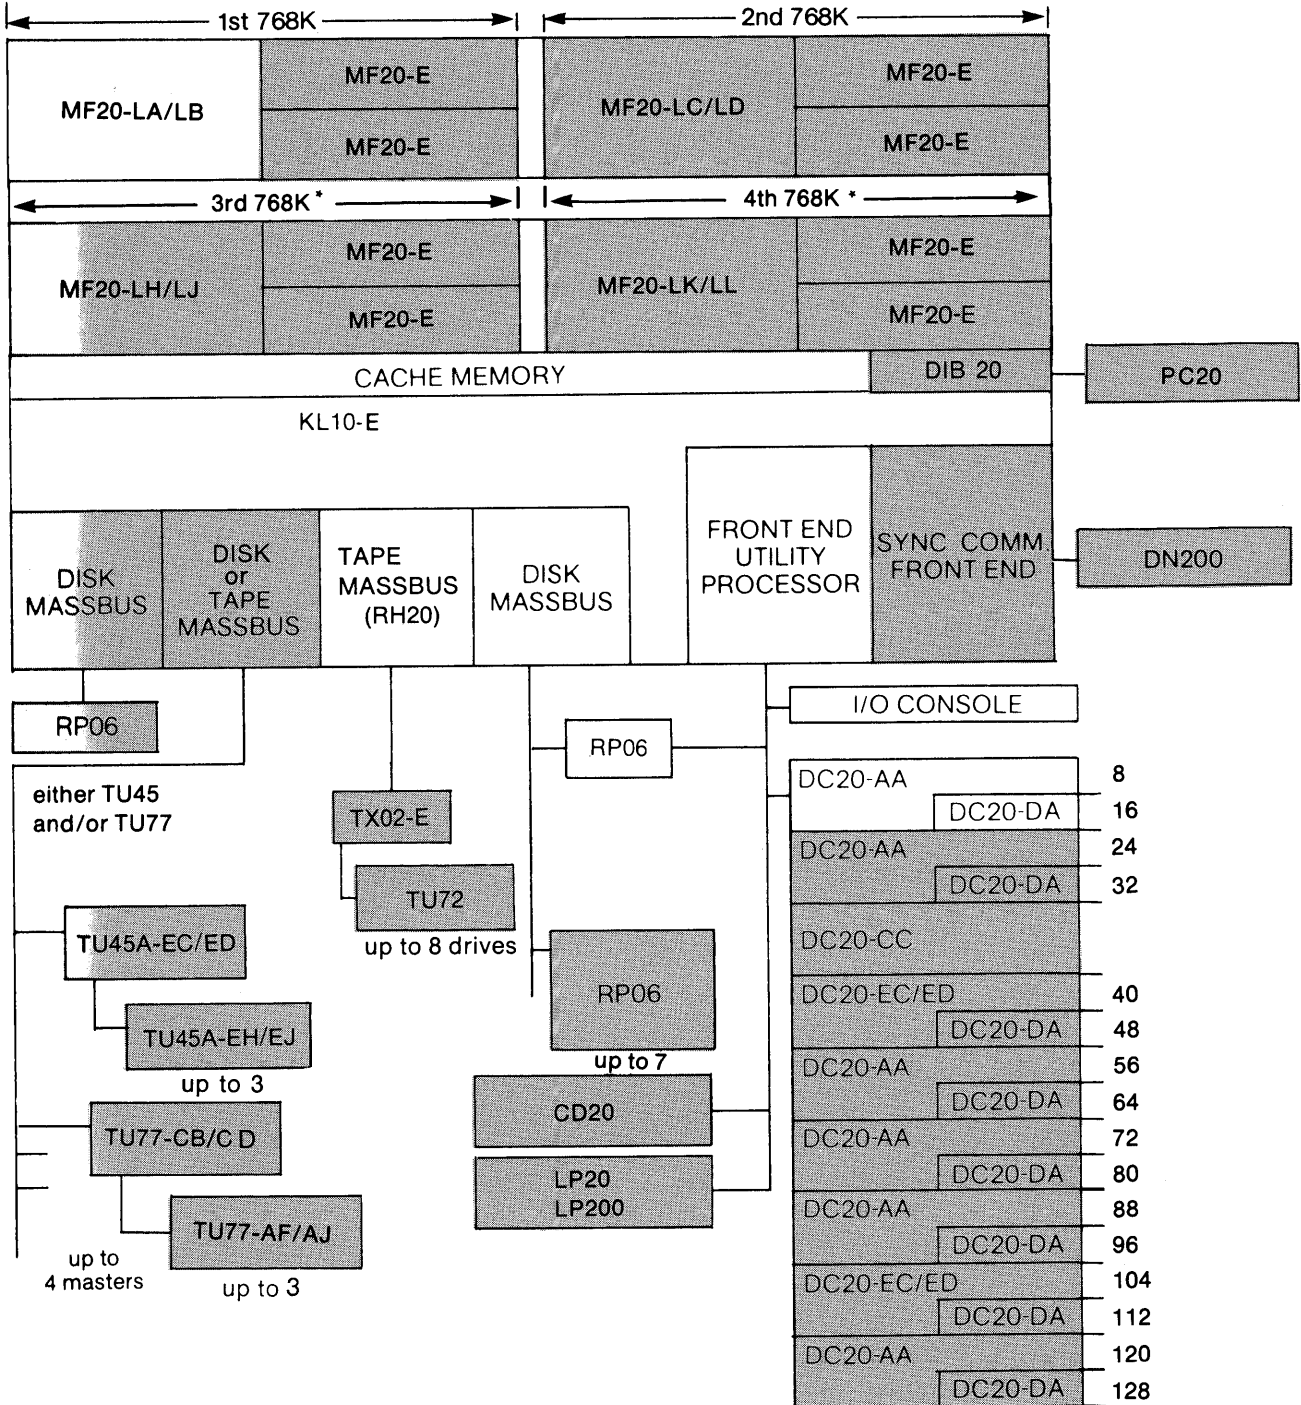 1st 768K
2nd 768K
MF20-LA/LB
MF20-E
MF20-E
MF20-LC/LD
MF20-E
MF20-E
3rd 768K *
4th 768K *
MF20-LH/LJ
MF20-E
MF20-E
MF20-LK/LL
MF20-E
MF20-E
CACHE MEMORY
DIB 20
PC20
KL10-E
DISK
MASSBUS
DISK
or
TAPE
MASSBUS
TAPE
MASSBUS
(RH20)
DISK
MASSBUS
FRONT END
UTILITY
PROCESSOR
SYNC COMM.
FRONT END
DN200
RP06
either TU45
and/or TU77
TU45A-EC/ED
TU45A-EH/EJ
up to 3
TU77-CB/CD
TU77-AF/AJ
up to 3
up to
4 masters
TX02-E
TU72
up to 8 drives
RP06
RP06
up to 7
CD20
LP20
LP200
I/O CONSOLE
DC20-AA 8
DC20-DA 16
DC20-AA 24
DC20-DA 32
DC20-CC
DC20-EC/ED 40
DC20-DA 48
DC20-AA 56
DC20-DA 64
DC20-AA 72
DC20-DA 80
DC20-AA 88
DC20-DA 96
DC20-EC/ED 104
DC20-DA 112
DC20-AA 120
DC20-DA 128